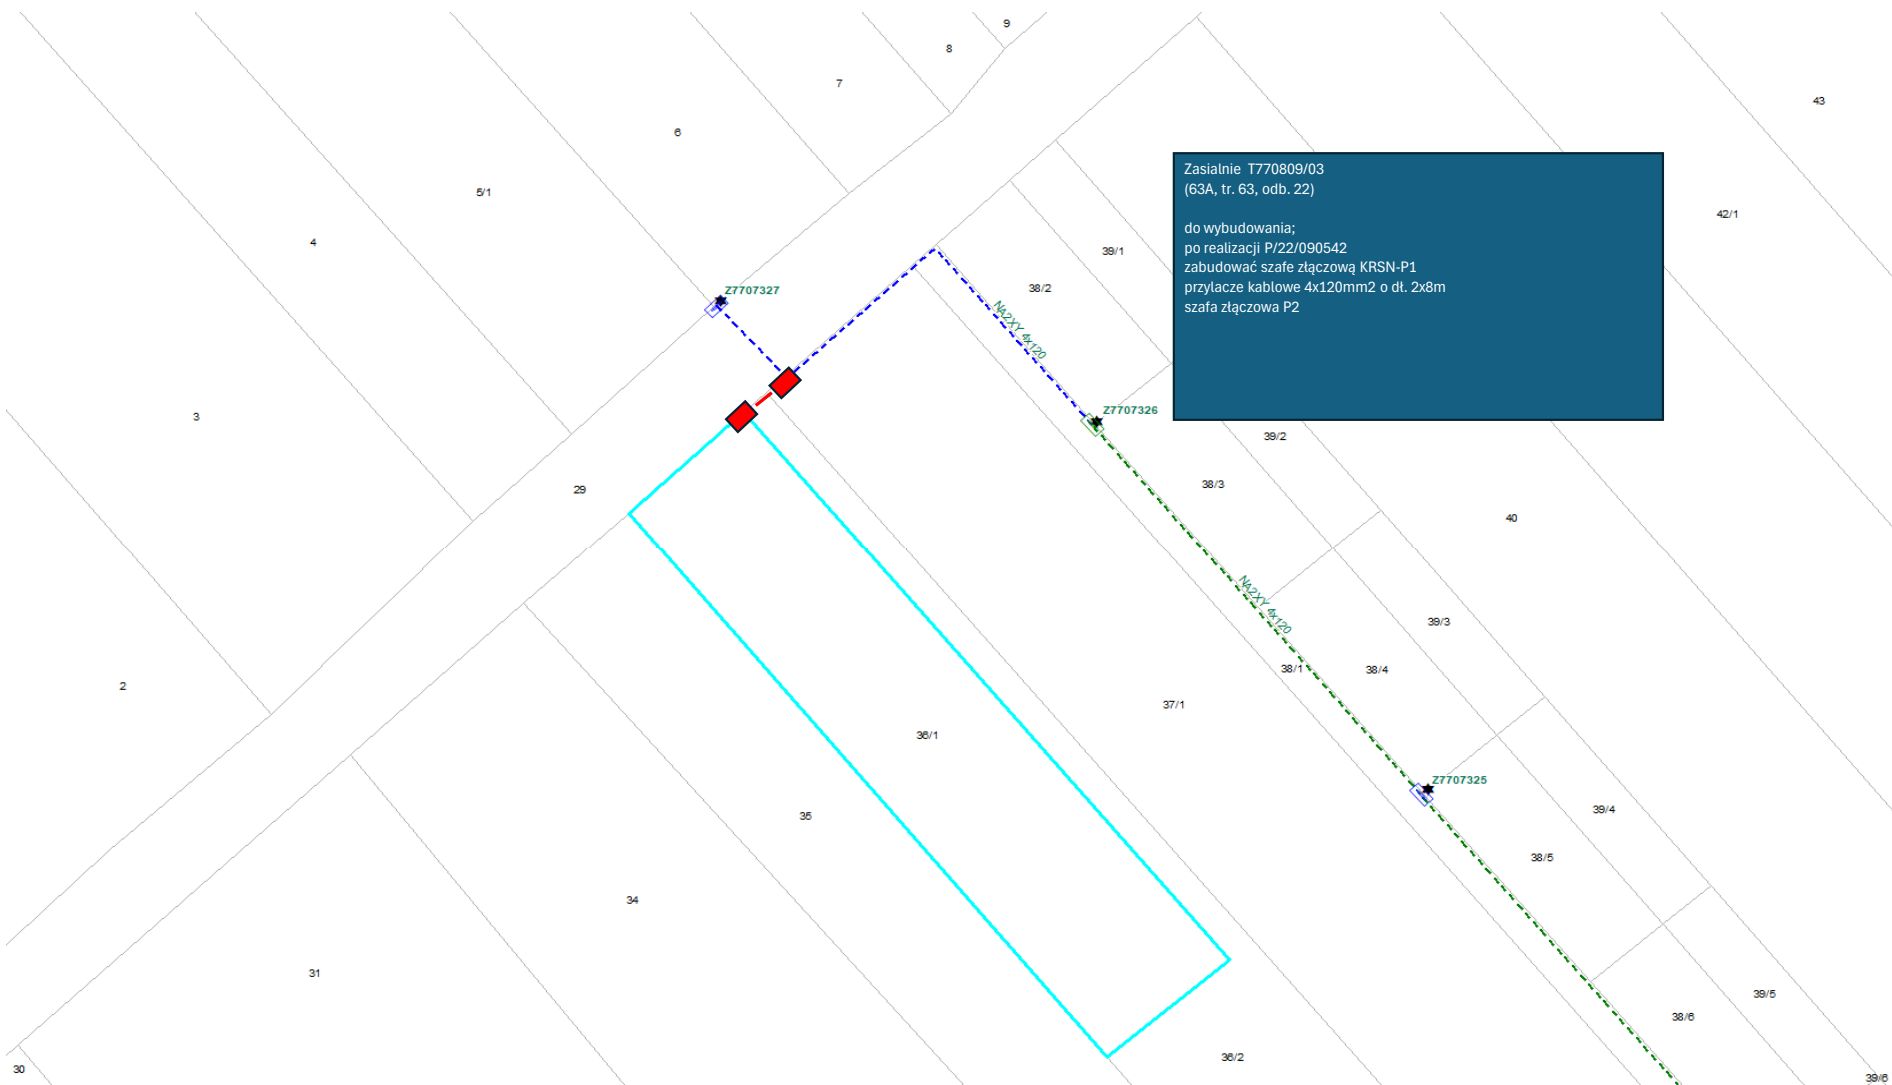 9
8
7
43
6
Zasialnie T770809/03
(63A, tr. 63, odb. 22)
do wybudowania;
po realizacji P/22/090542
zabudować szafe złączową KRSN-P1
przylacze kablowe 4x120mm2 o dł. 2x8m
szafa złączowa P2
5/1
42/1
4
39/1
38/2
Z7707327
NA2XY 4x120
3
Z7707326
39/2
29
38/3
40
NA2XY 4x120
39/3
38/1
38/4
2
37/1
36/1
Z7707325
39/4
35
38/5
34
31
39/5
38/6
36/2
30
39/6